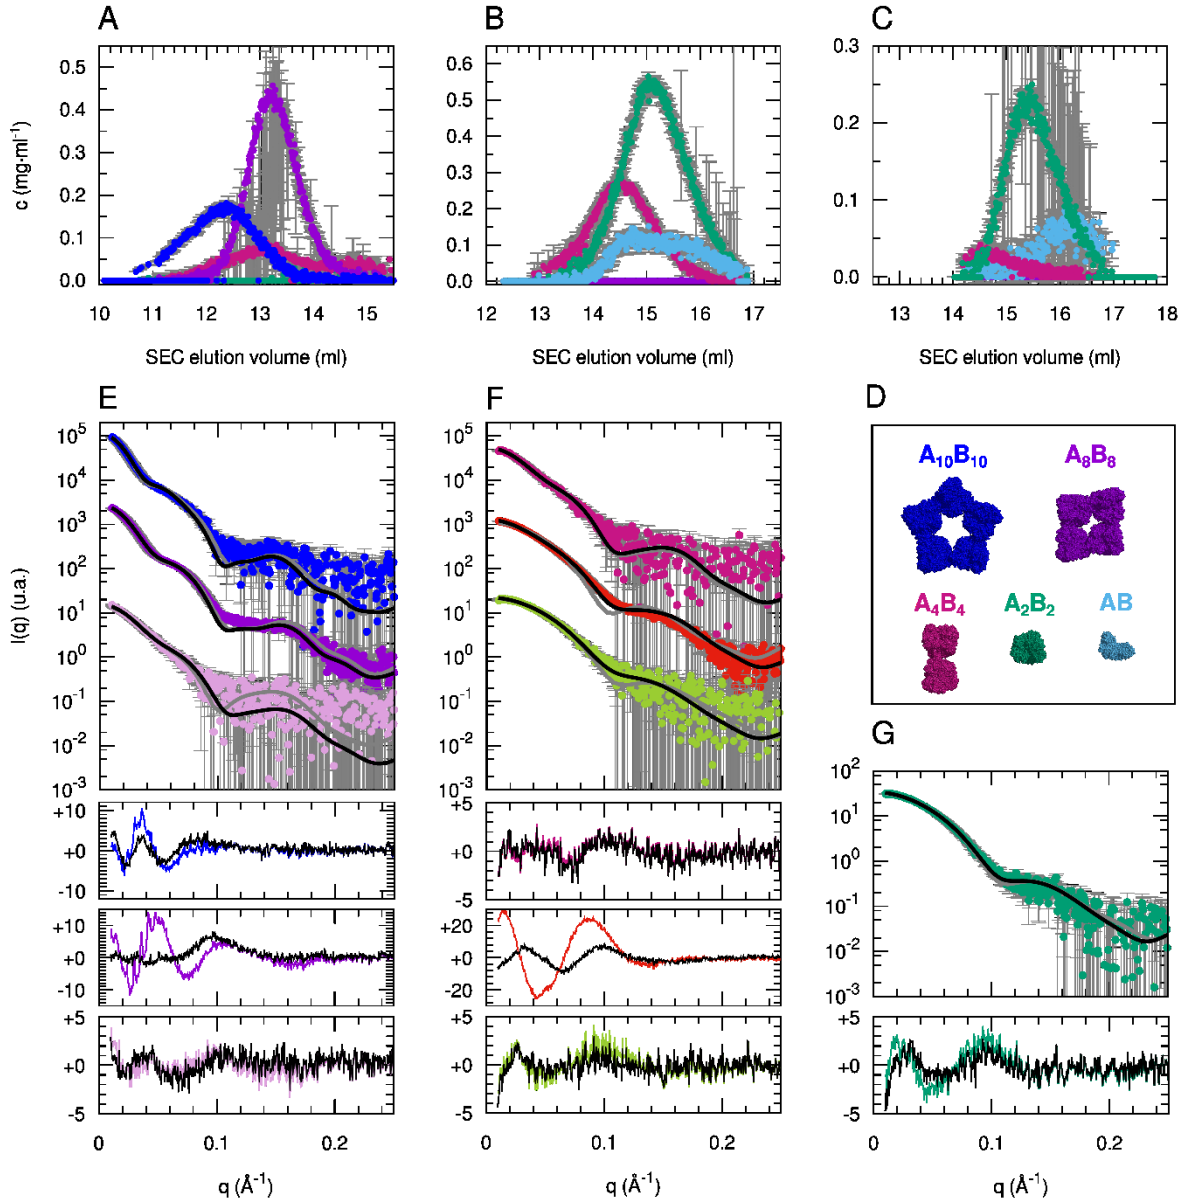 A
B
C
c (mg·ml⁻¹)
0.5
0.4
0.3
0.2
0.1
0.0
10 11 12 13 14 15
SEC elution volume (ml)
0.6
0.5
0.4
0.3
0.2
0.1
0.0
12 13 14 15 16 17
SEC elution volume (ml)
0.3
0.2
0.1
0.0
13 14 15 16 17 18
SEC elution volume (ml)
E
F
D
I(q) (u.a.)
10⁵
10⁴
10³
10²
10¹
10⁰
10⁻¹
10⁻²
10⁻³
10⁵
10⁴
10³
10²
10¹
10⁰
10⁻¹
10⁻²
10⁻³
A₁₀B₁₀ A₈B₈
A₄B₄ A₂B₂ AB
G
10²
10¹
10⁰
10⁻¹
10⁻²
10⁻³
+10
+0
-10
+10
+0
-10
+5
+0
-5
0 0.1 0.2
q (Å⁻¹)
+5
+0
-5
+20
+0
-20
+5
+0
-5
0 0.1 0.2
q (Å⁻¹)
+5
+0
-5
0 0.1 0.2
q (Å⁻¹)